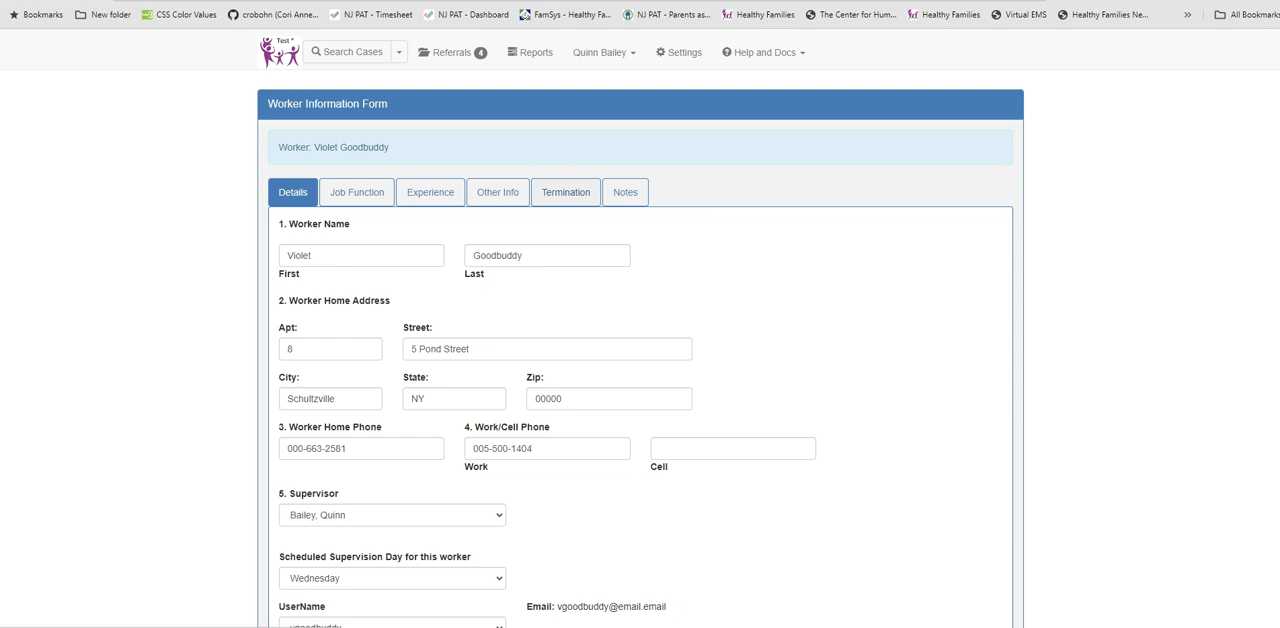 Bookmarks New folder CSS Color Values crobohn (Cori Anne... NJ PAT - Timesheet NJ PAT - Dashboard FamSys - Healthy Fa... NJ PAT - Parents as... Healthy Families The Center for Hum... Healthy Families Virtual EMS Healthy Families Ne... » All Bookmarks
Test *
Search Cases Referrals 4 Reports Quinn Bailey Settings Help and Docs
Worker Information Form
Worker: Violet Goodbuddy
Details Job Function Experience Other Info Termination Notes
1. Worker Name
Violet Goodbuddy
First Last
2. Worker Home Address
Apt: Street:
8 5 Pond Street
City: State: Zip:
Schultzville NY 00000
3. Worker Home Phone 4. Work/Cell Phone
000-663-2581 005-500-1404
Work Cell
5. Supervisor
Bailey, Quinn
Scheduled Supervision Day for this worker
Wednesday
UserName Email: vgoodbuddy@email.email
vgoodbuddy